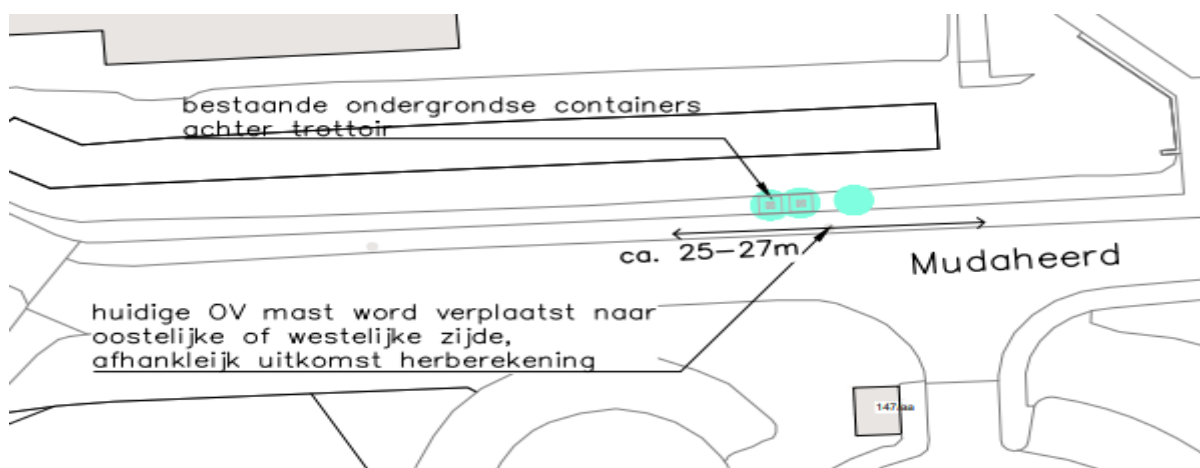 bestaande ondergrondse containers
achter trottoir
ca. 25-27m
Mudaheerd
huidige OV mast word verplaatst naar
oostelijke of westelijke zijde,
afhankleijk uitkomst herberekening